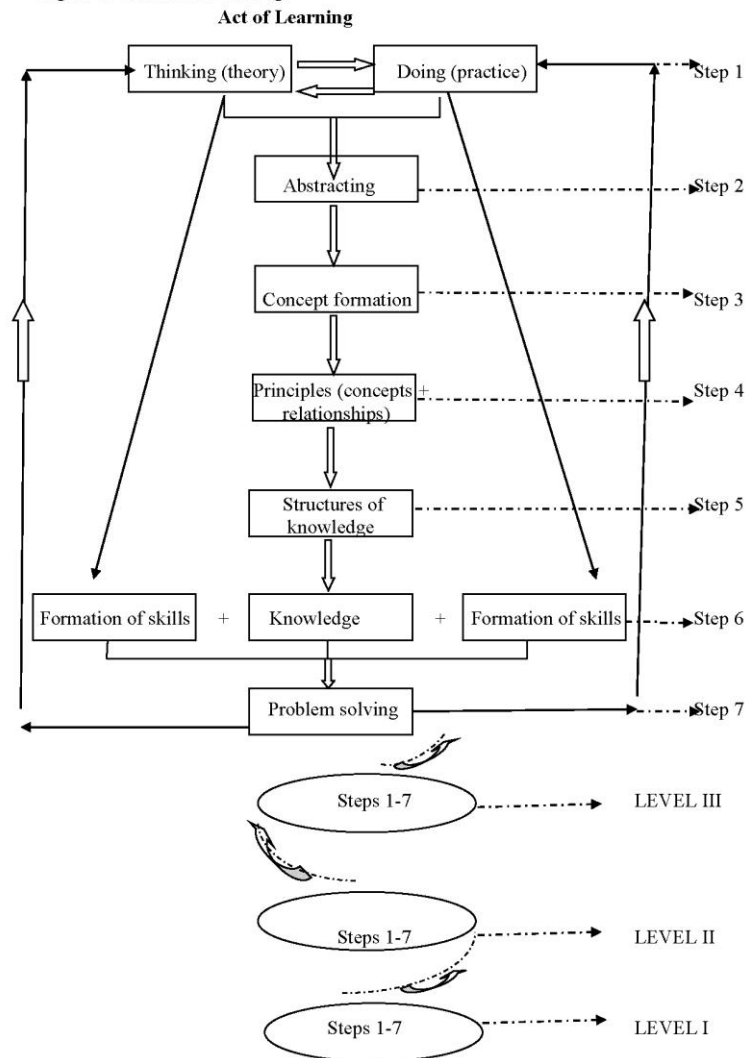 Act of Learning
Thinking (theory)
Doing (practice)
Step 1
Abstracting
Step 2
Concept formation
Step 3
Principles (concepts +
relationships)
Step 4
Structures of
knowledge
Step 5
Formation of skills + Knowledge + Formation of skills
Step 6
Problem solving
Step 7
Steps 1-7
LEVEL III
Steps 1-7
LEVEL II
Steps 1-7
LEVEL I